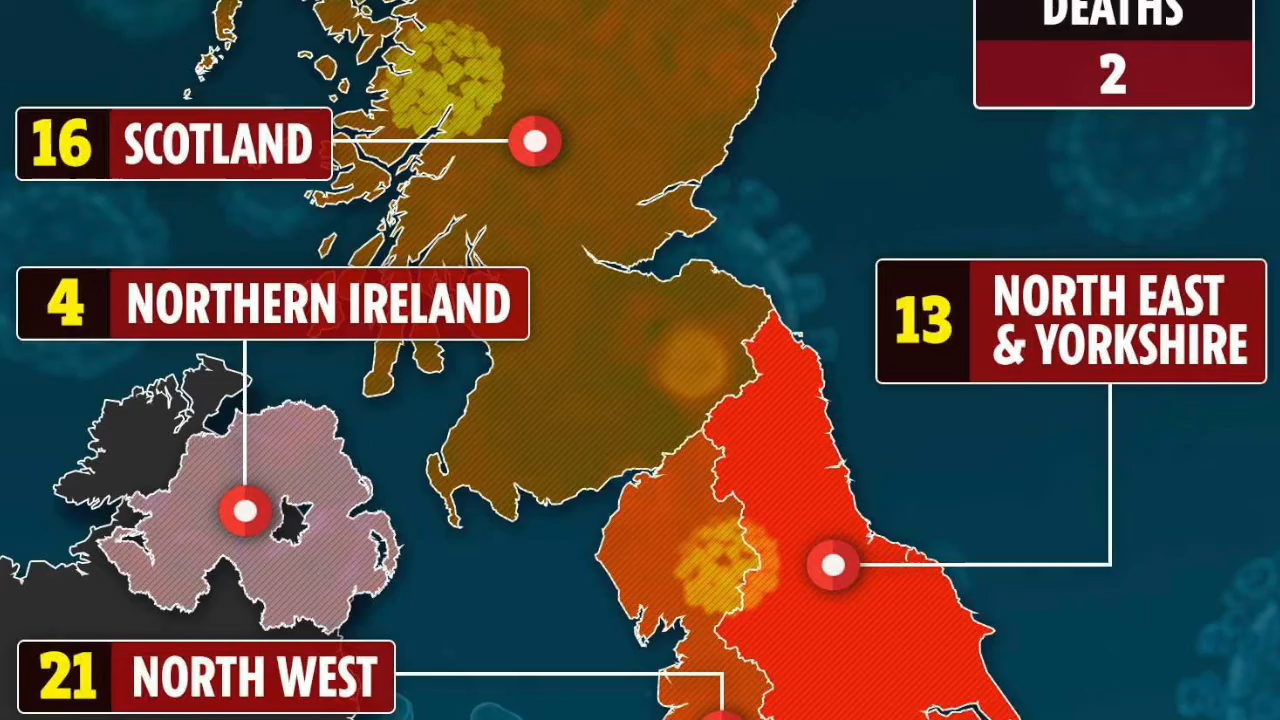 DEATHS
2
16 SCOTLAND
4 NORTHERN IRELAND
13 NORTH EAST
& YORKSHIRE
21 NORTH WEST